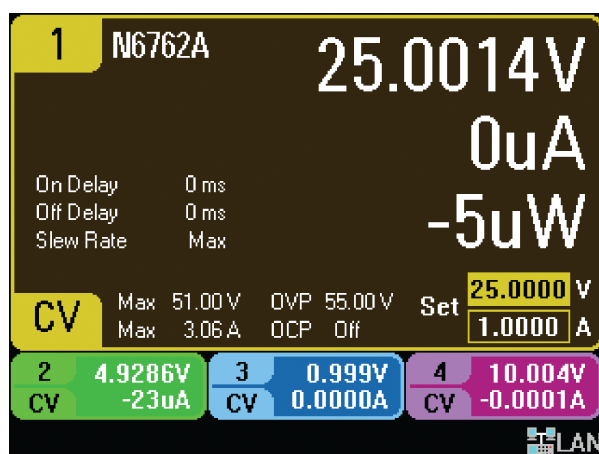 1 N6762A 25.0014V
0uA
On Delay 0 ms
Off Delay 0 ms
-5uW
Slew Rate Max
CV Max 51.00 V OVP 55.00 V Set 25.0000 V
Max 3.06 A OCP Off 1.0000 A
2 4.9286V 3 0.999V 4 10.004V
CV -23uA CV 0.0000A CV -0.0001A
LAN